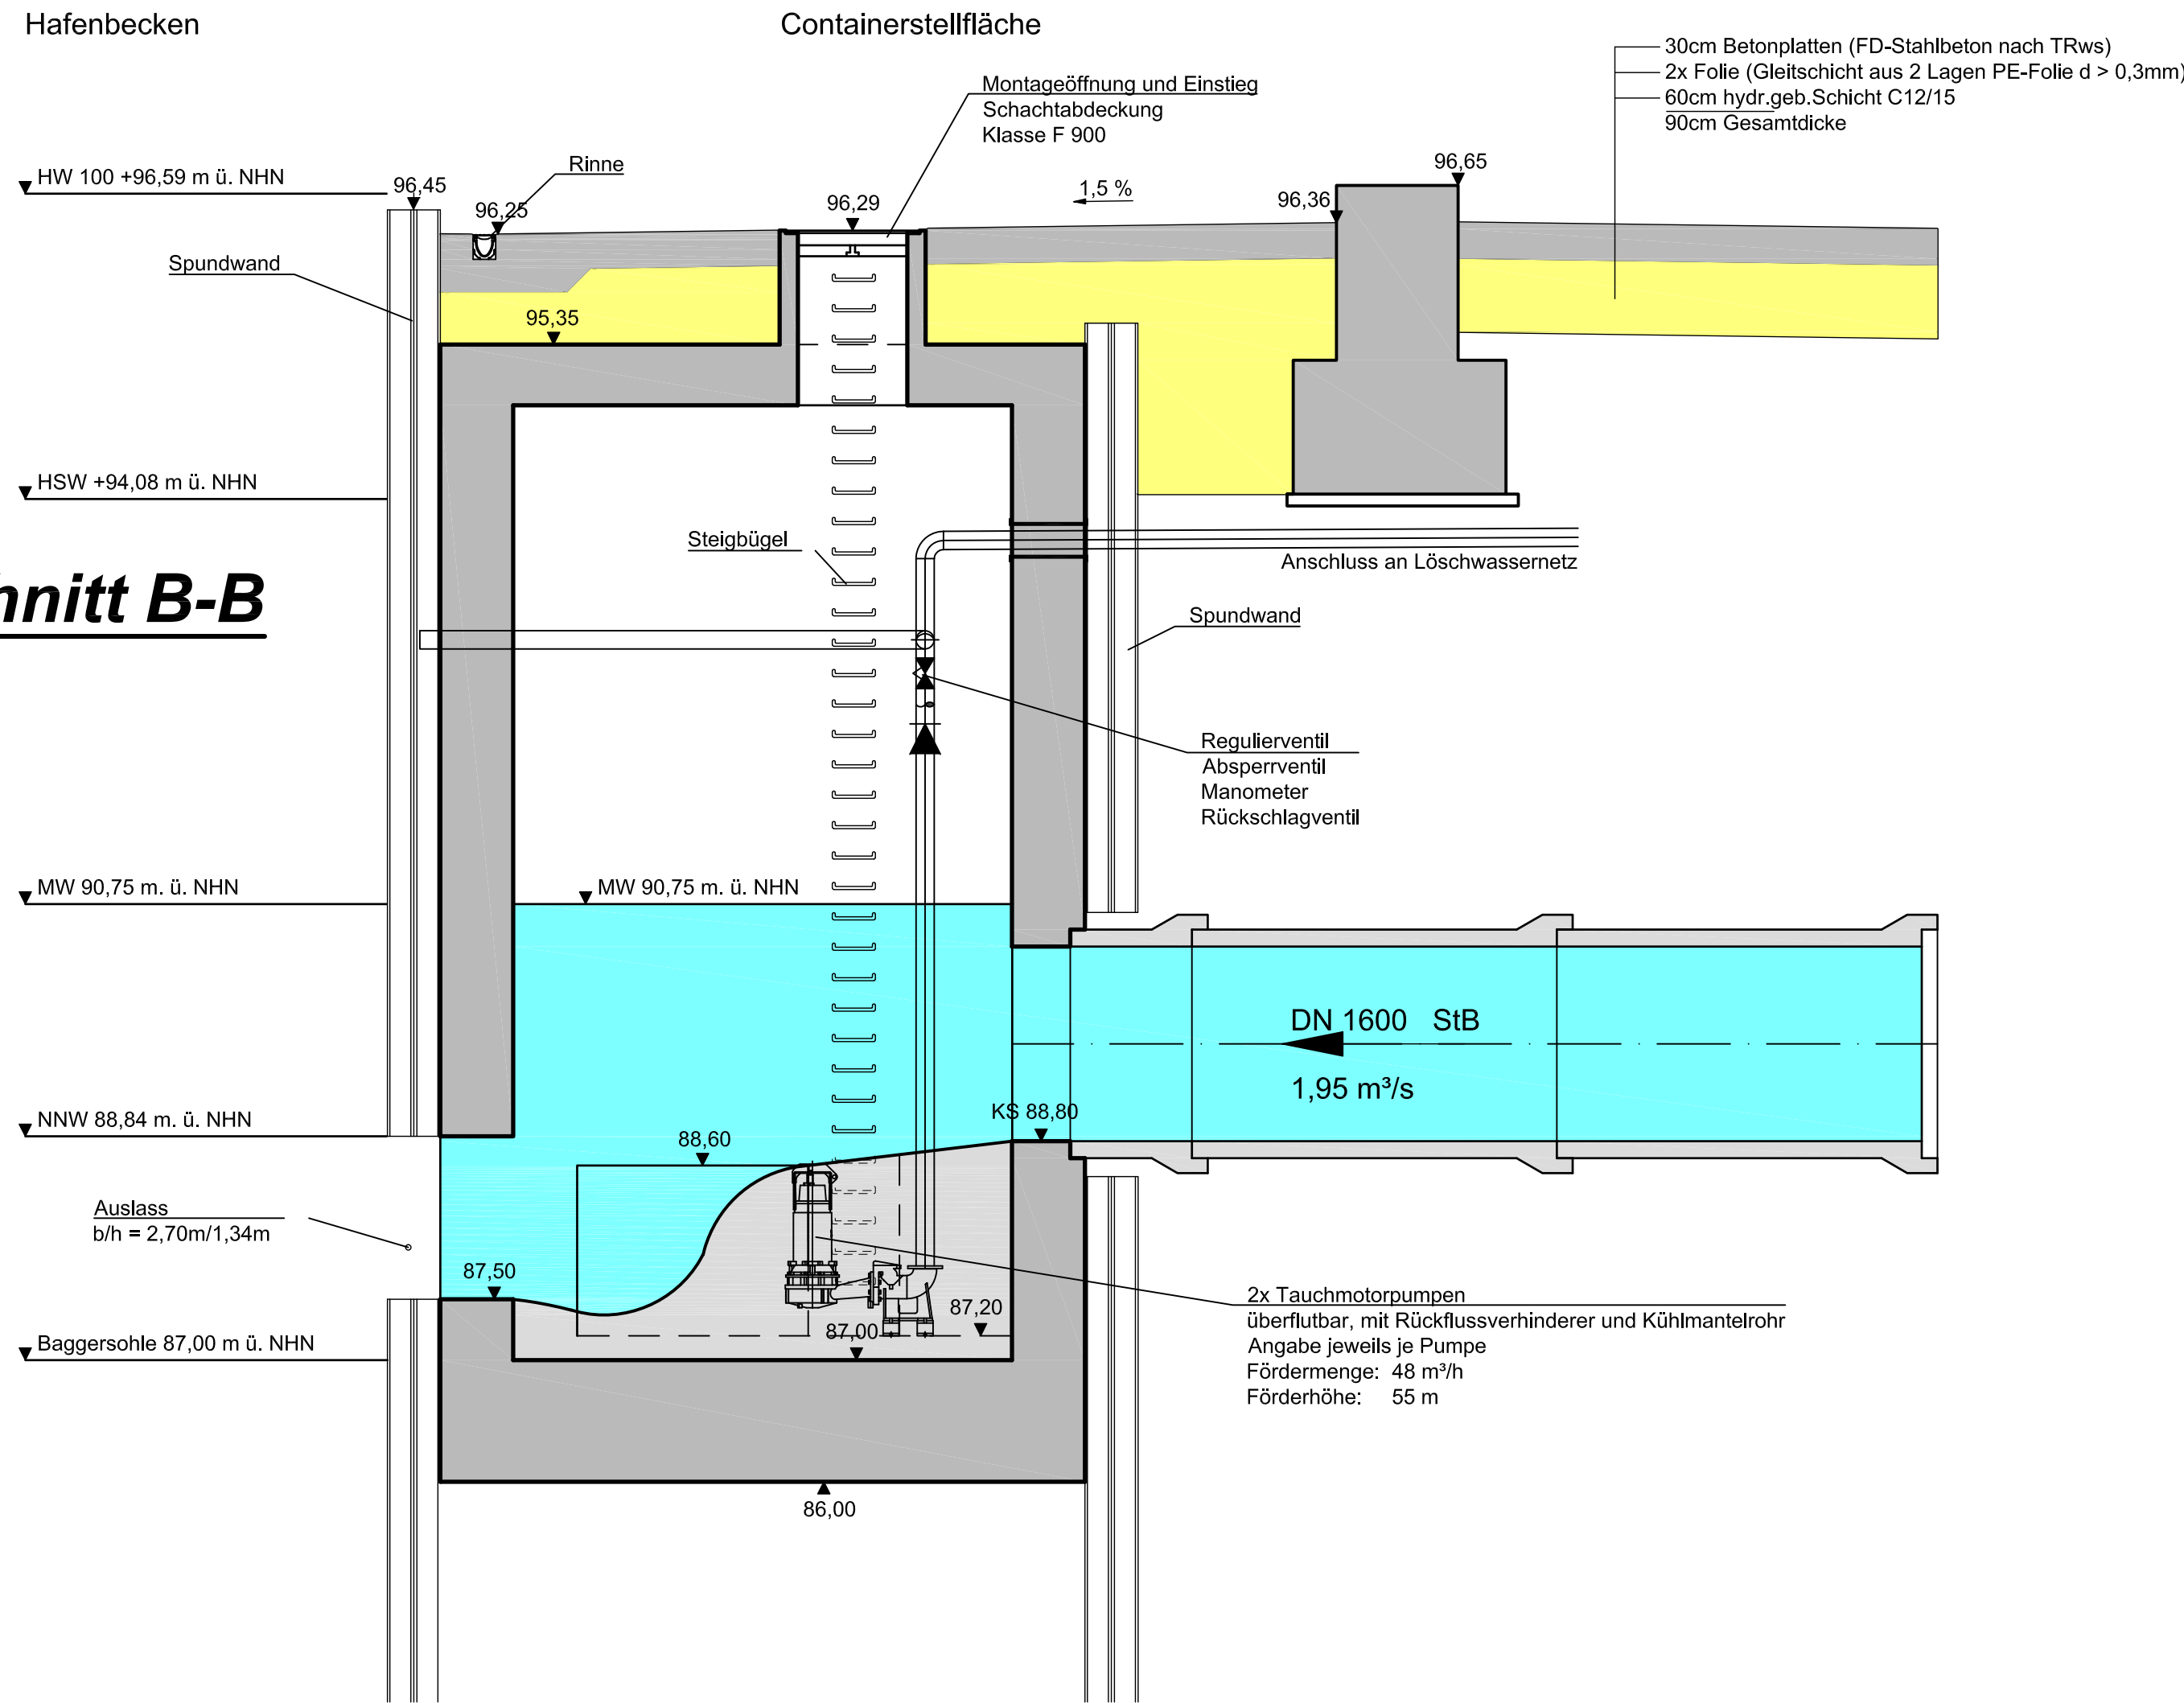 Hafenbecken
Containerstellfläche
30cm Betonplatten (FD-Stahlbeton nach TRws)
2x Folie (Gleitschicht aus 2 Lagen PE-Folie d > 0,3mm)
60cm hydr.geb.Schicht C12/15
90cm Gesamtdicke
Montageöffnung und Einstieg
Schachtabdeckung
Klasse F 900
HW 100 +96,59 m ü. NHN
96,45
Rinne
96,25
96,29
1,5 %
96,36
96,65
Spundwand
95,35
HSW +94,08 m ü. NHN
Steigbügel
Anschluss an Löschwassernetz
hnitt B-B
Spundwand
Regulierventil
Absperrventil
Manometer
Rückschlagventil
MW 90,75 m. ü. NHN
MW 90,75 m. ü. NHN
DN 1600 StB
1,95 m³/s
KS 88,80
NNW 88,84 m. ü. NHN
88,60
Auslass
b/h = 2,70m/1,34m
87,50
87,20
87,00
Baggersohle 87,00 m ü. NHN
2x Tauchmotorpumpen
überflutbar, mit Rückflussverhinderer und Kühlmantelrohr
Angabe jeweils je Pumpe
Fördermenge: 48 m³/h
Förderhöhe: 55 m
86,00